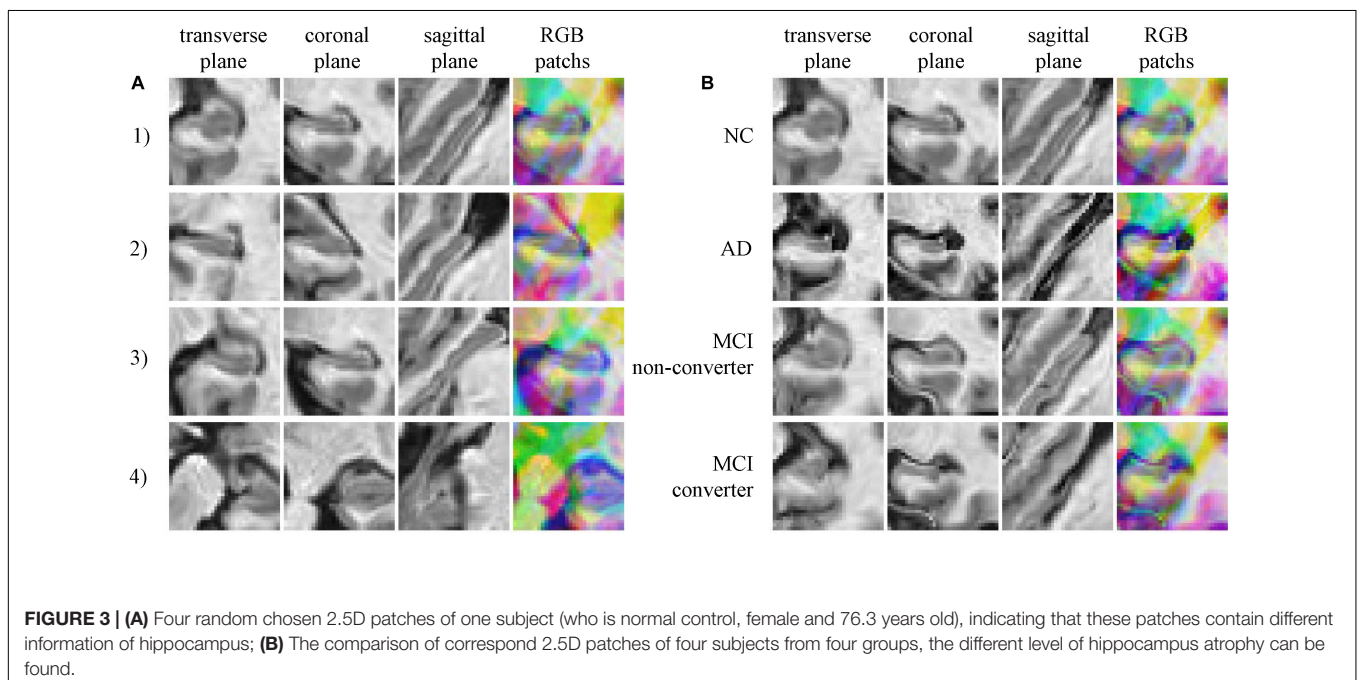 transverse plane coronal plane sagittal plane RGB patchs
A
1)
2)
3)
4)
transverse plane coronal plane sagittal plane RGB patchs
B
NC
AD
MCI
non-converter
MCI
converter
FIGURE 3 | (A) Four random chosen 2.5D patches of one subject (who is normal control, female and 76.3 years old), indicating that these patches contain different
information of hippocampus; (B) The comparison of correspond 2.5D patches of four subjects from four groups, the different level of hippocampus atrophy can be
found.